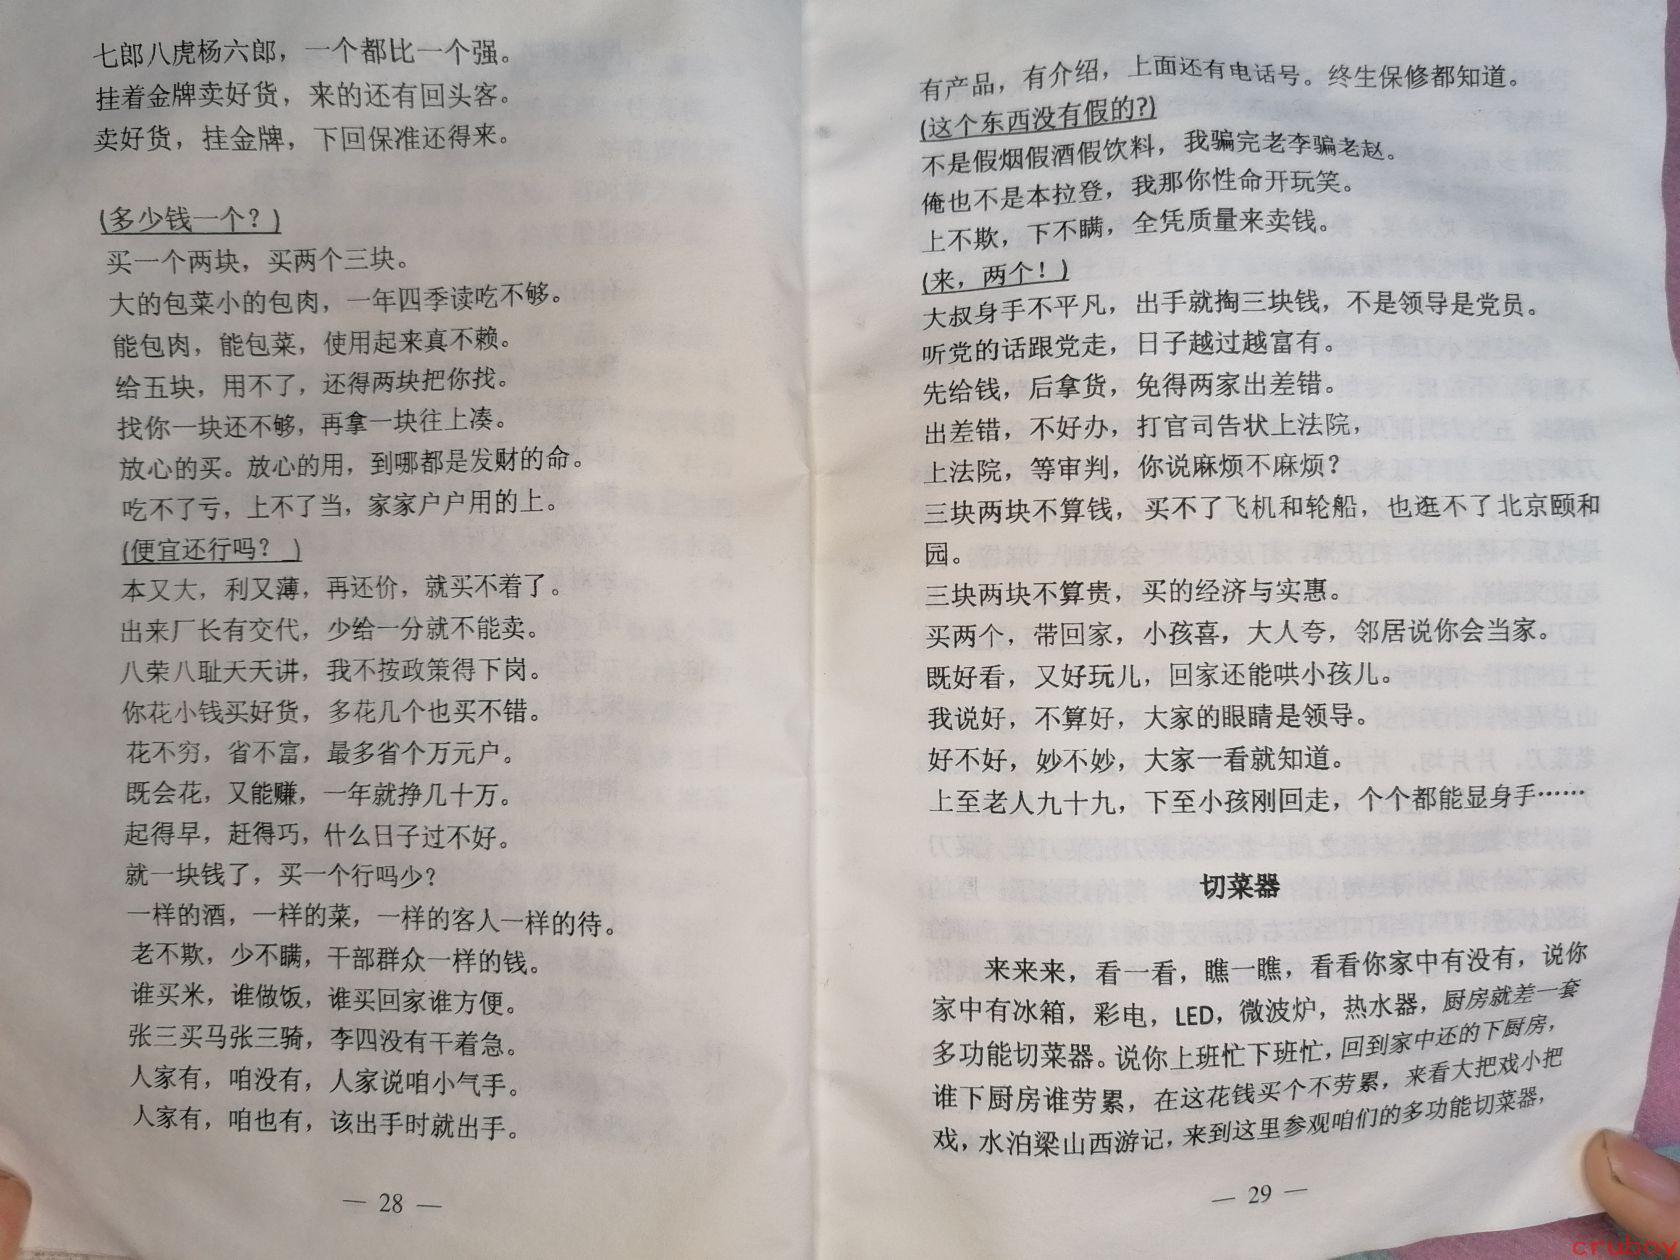 七郎八虎杨六郎，一个都比一个强。
挂着金牌卖好货，来的还有回头客。
卖好货，挂金牌，下回保准还得来。
(多少钱一个？)
买一个两块，买两个三块。
大的包菜小的包肉，一年四季读吃不够。
能包肉，能包菜，使用起来真不赖。
给五块，用不了，还得两块把你找。
找你一块还不够，再拿一块往上凑。
放心的买。放心的用，到哪都是发财的命。
吃不了亏，上不了当，家家户户用的上。
(便宜还行吗？ )
本又大，利又薄，再还价，就买不着了。
出来厂长有交代，少给一分就不能卖。
八荣八耻天天讲，我不按政策得下岗。
你花小钱买好货，多花几个也买不错。
花不穷，省不富，最多省个万元户。
既会花，又能赚，一年就挣几十万。
起得早，赶得巧，什么日子过不好。
就一块钱了，买一个行吗少？
一样的酒，一样的菜，一样的客人一样的待。
老不欺，少不瞒，干部群众一样的钱。
谁买米，谁做饭，谁买回家谁方便。
张三买马张三骑，李四没有干着急。
人家有，咱没有，人家说咱小气手。
人家有，咱也有，该出手时就出手。
— 28 —
有产品，有介绍，上面还有电话号。终生保修都知道。
(这个东西没有假的?)
不是假烟假酒假饮料，我骗完老李骗老赵。
俺也不是本拉登，我那你性命开玩笑。
上不欺，下不瞒，全凭质量来卖钱。
(来，两个！)
大叔身手不平凡，出手就掏三块钱，不是领导是党员。
听党的话跟党走，日子越过越富有。
先给钱，后拿货，免得两家出差错。
出差错，不好办，打官司告状上法院，
上法院，等审判，你说麻烦不麻烦？
三块两块不算钱，买不了飞机和轮船，也逛不了北京颐和
园。
三块两块不算贵，买的经济与实惠。
买两个，带回家，小孩喜，大人夸，邻居说你会当家。
既好看，又好玩儿，回家还能哄小孩儿。
我说好，不算好，大家的眼睛是领导。
好不好，妙不妙，大家一看就知道。
上至老人九十九，下至小孩刚回走，个个都能显身手……
切菜器
来来来，看一看，瞧一瞧，看看你家中有没有，说你
家中有冰箱，彩电，LED，微波炉，热水器，厨房就差一套
多功能切菜器。说你上班忙下班忙，回到家中还的下厨房，
谁下厨房谁劳累，在这花钱买个不劳累，来看大把戏小把
戏，水泊梁山西游记，来到这里参观咱们的多功能切菜器，
— 29 —
cruboy